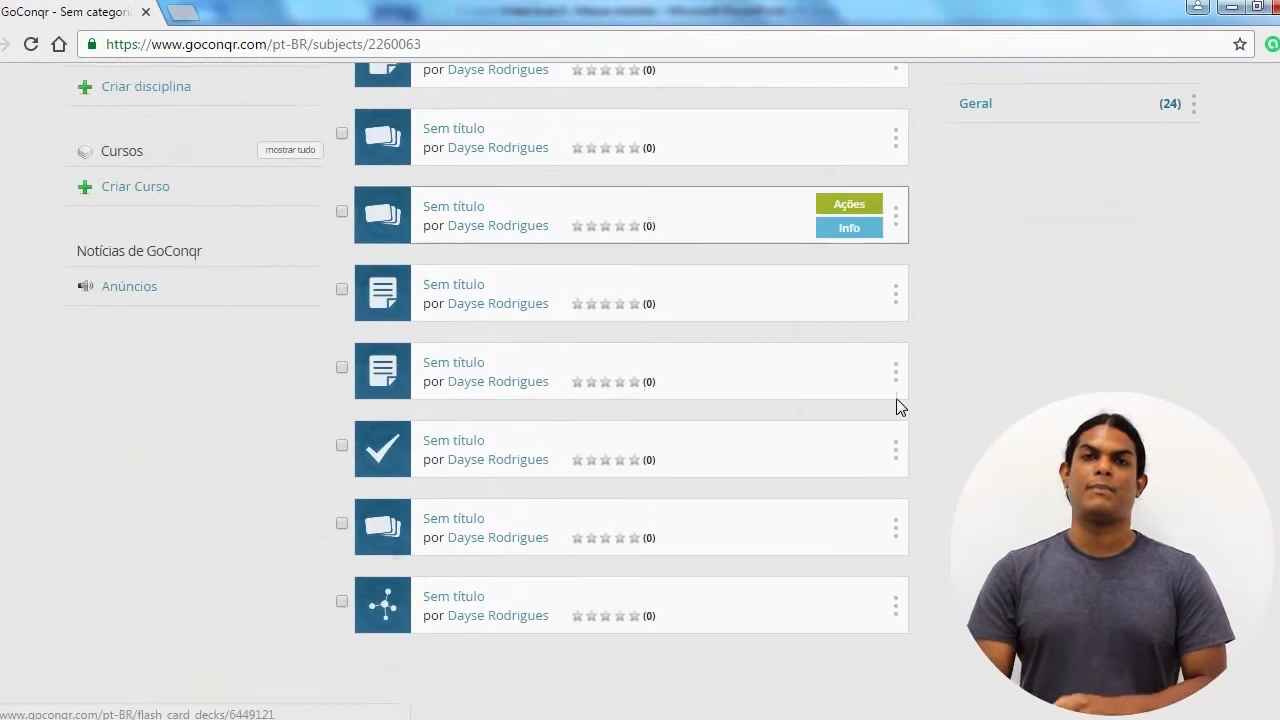 GoConqr - Sem categori
https://www.goconqr.com/pt-BR/subjects/2260063
Criar disciplina
Cursos
mostrar tudo
Criar Curso
Notícias de GoConqr
Anúncios
por Dayse Rodrigues (0)
Sem título
por Dayse Rodrigues (0)
Sem título
por Dayse Rodrigues (0)
Ações
Info
Sem título
por Dayse Rodrigues (0)
Sem título
por Dayse Rodrigues (0)
Sem título
por Dayse Rodrigues (0)
Sem título
por Dayse Rodrigues (0)
Sem título
por Dayse Rodrigues (0)
Geral (24)
www.goconqr.com/pt-BR/flash_card_decks/6449121